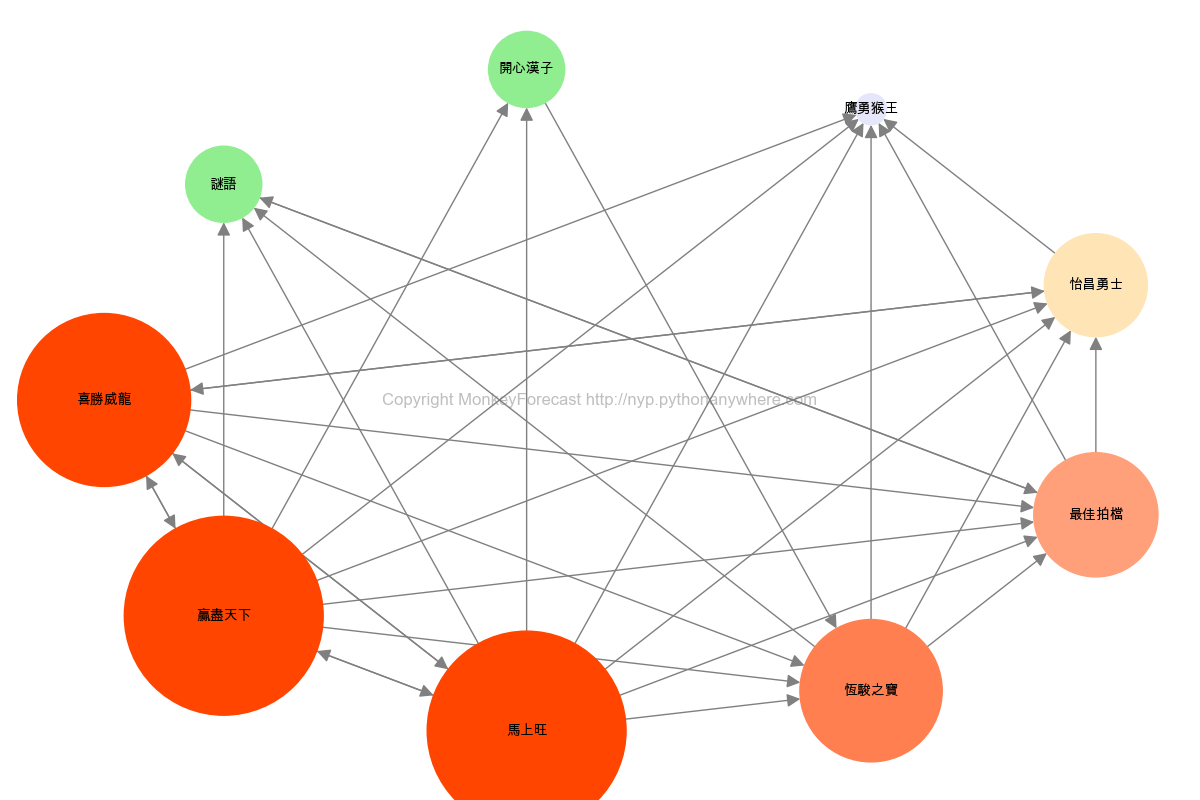 開心漢子
鷹勇猴王
謎語
怡昌勇士
喜勝威龍
Copyright MonkeyForecast http://nyp.pythonanywhere.com
最佳拍檔
贏盡天下
恆駿之寶
馬上旺